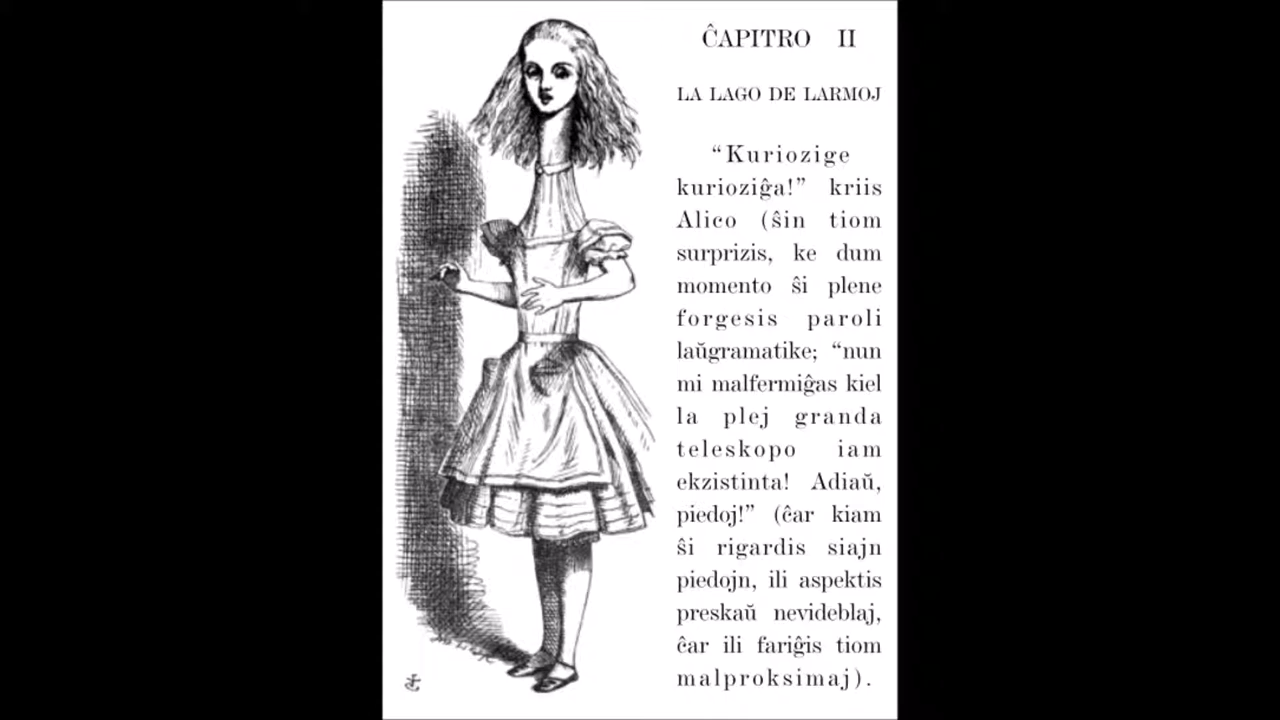 ĈAPITRO II
LA LAGO DE LARMOJ
“Kuriozige
kurioziĝa!” kriis
Alico (ŝin tiom
surprizis, ke dum
momento ŝi plene
forgesis paroli
laŭgramatike; “nun
mi malfermiĝas kiel
la plej granda
teleskopo iam
ekzistinta! Adiaŭ,
piedoj!” (ĉar kiam
ŝi rigardis siajn
piedojn, ili aspektis
preskaŭ nevideblaj,
ĉar ili fariĝis tiom
malproksimaj).